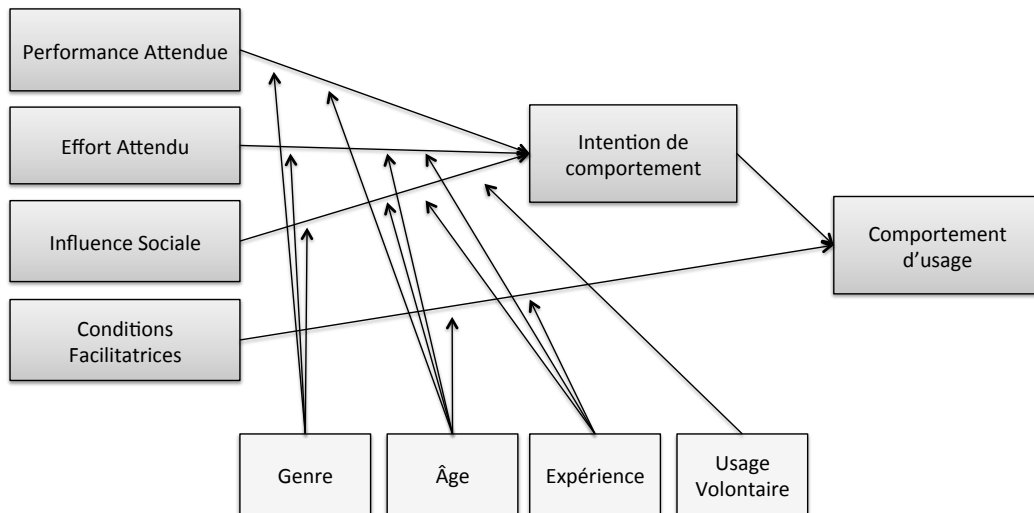 Performance Attendue
Effort Attendu
Influence Sociale
Conditions
Facilitatrices
Intention de
comportement
Comportement
d'usage
Genre
Âge
Expérience
Usage
Volontaire